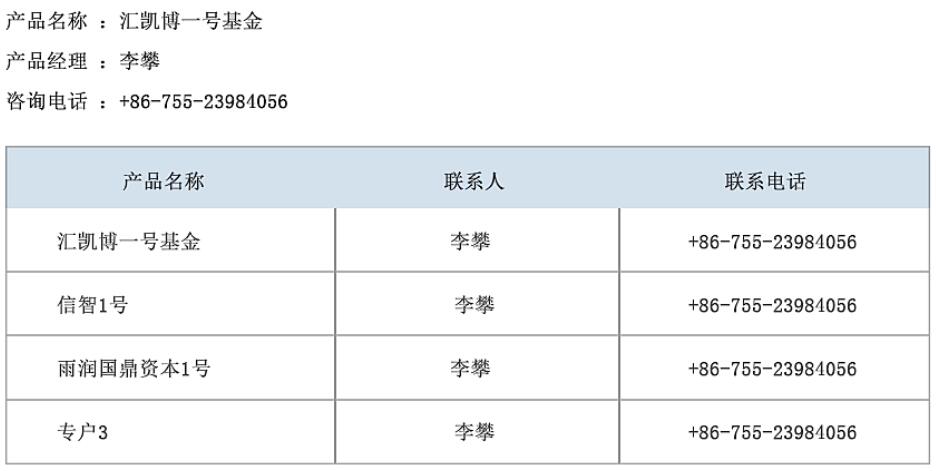 产品名称 ：汇凯博一号基金
产品经理 ：李攀
咨询电话 ：+86-755-23984056
产品名称 联系人 联系电话
汇凯博一号基金 李攀 +86-755-23984056
信智1号 李攀 +86-755-23984056
雨润国鼎资本1号 李攀 +86-755-23984056
专户3 李攀 +86-755-23984056